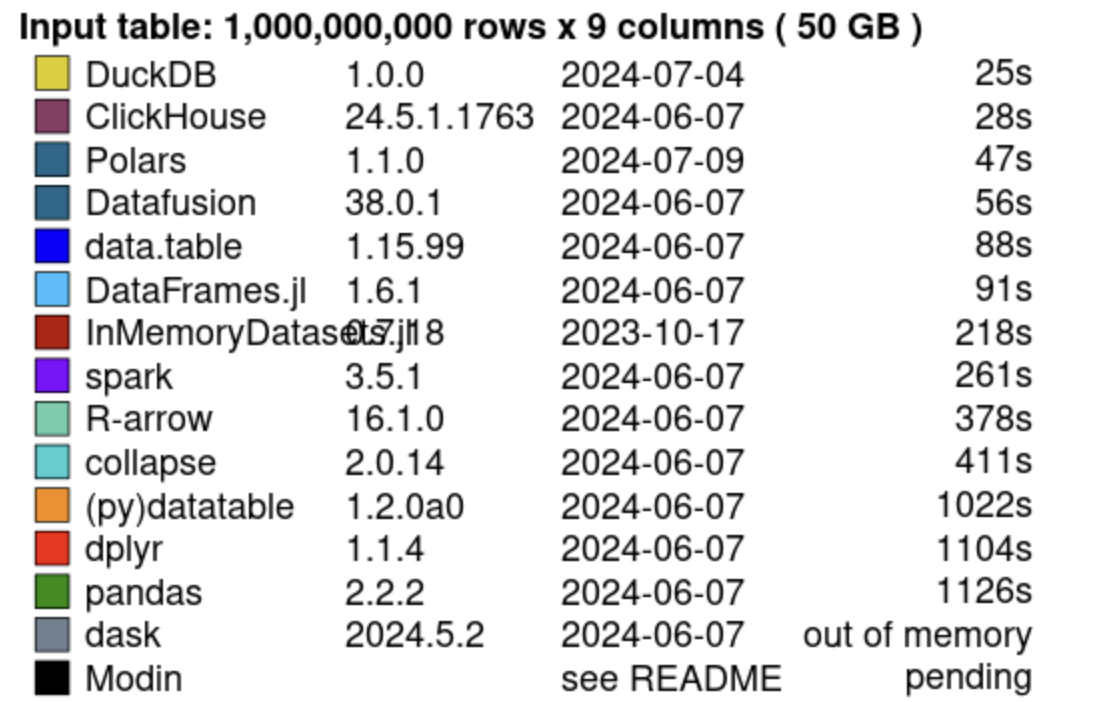 Input table: 1,000,000,000 rows x 9 columns ( 50 GB )
DuckDB 1.0.0 2024-07-04 25s
ClickHouse 24.5.1.1763 2024-06-07 28s
Polars 1.1.0 2024-07-09 47s
Datafusion 38.0.1 2024-06-07 56s
data.table 1.15.99 2024-06-07 88s
DataFrames.jl 1.6.1 2024-06-07 91s
InMemoryDatasets.jl 0.7.18 2023-10-17 218s
spark 3.5.1 2024-06-07 261s
R-arrow 16.1.0 2024-06-07 378s
collapse 2.0.14 2024-06-07 411s
(py)datatable 1.2.0a0 2024-06-07 1022s
dplyr 1.1.4 2024-06-07 1104s
pandas 2.2.2 2024-06-07 1126s
dask 2024.5.2 2024-06-07 out of memory
Modin see README pending